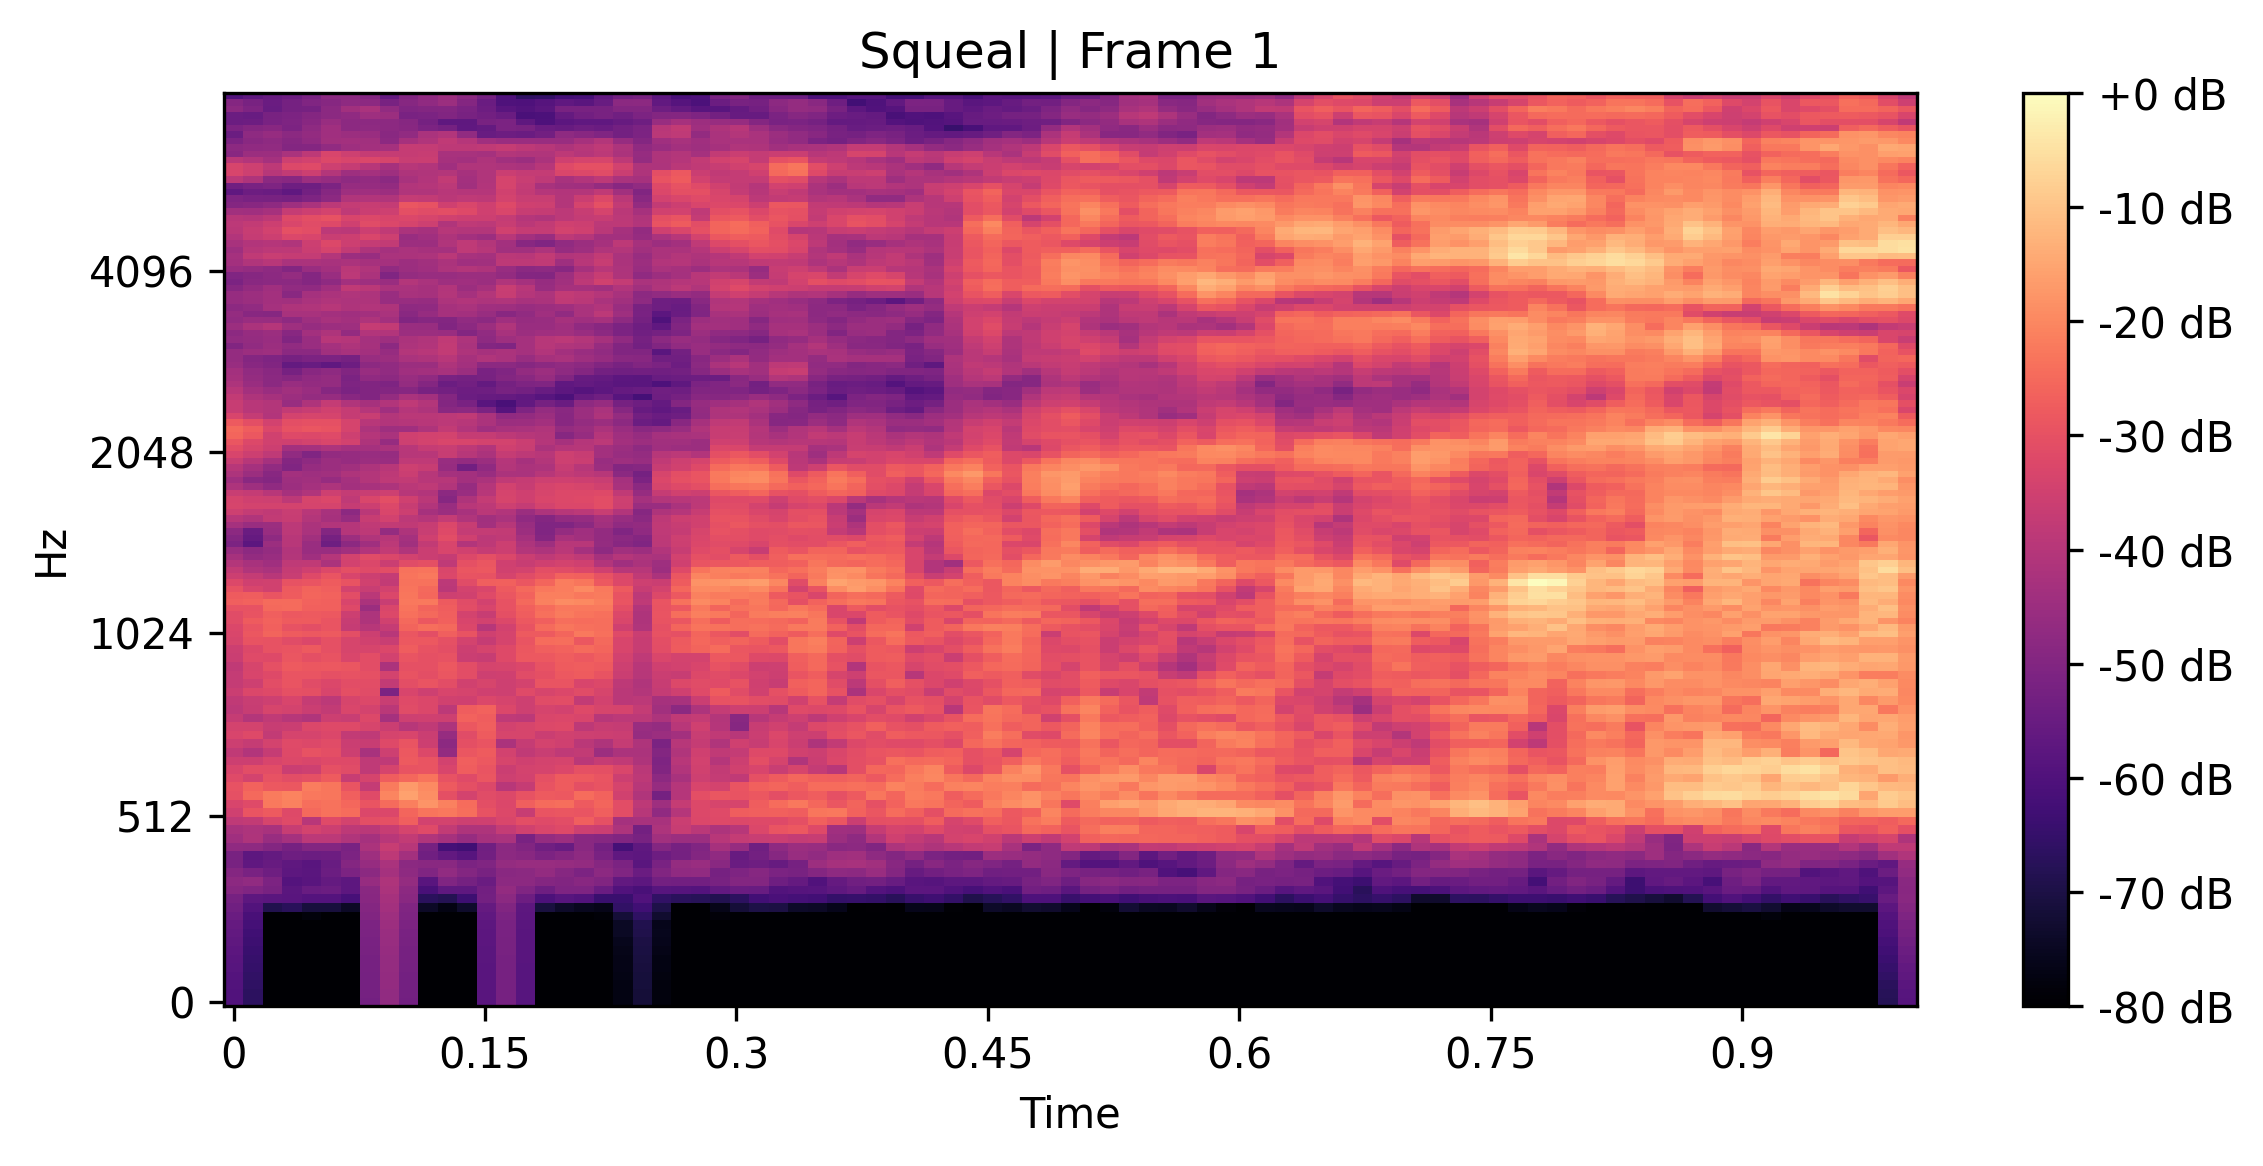 Squeal | Frame 1
+0 dB
-10 dB
-20 dB
-30 dB
-40 dB
-50 dB
-60 dB
-70 dB
-80 dB
Hz
4096
2048
1024
512
0
0 0.15 0.3 0.45 0.6 0.75 0.9
Time